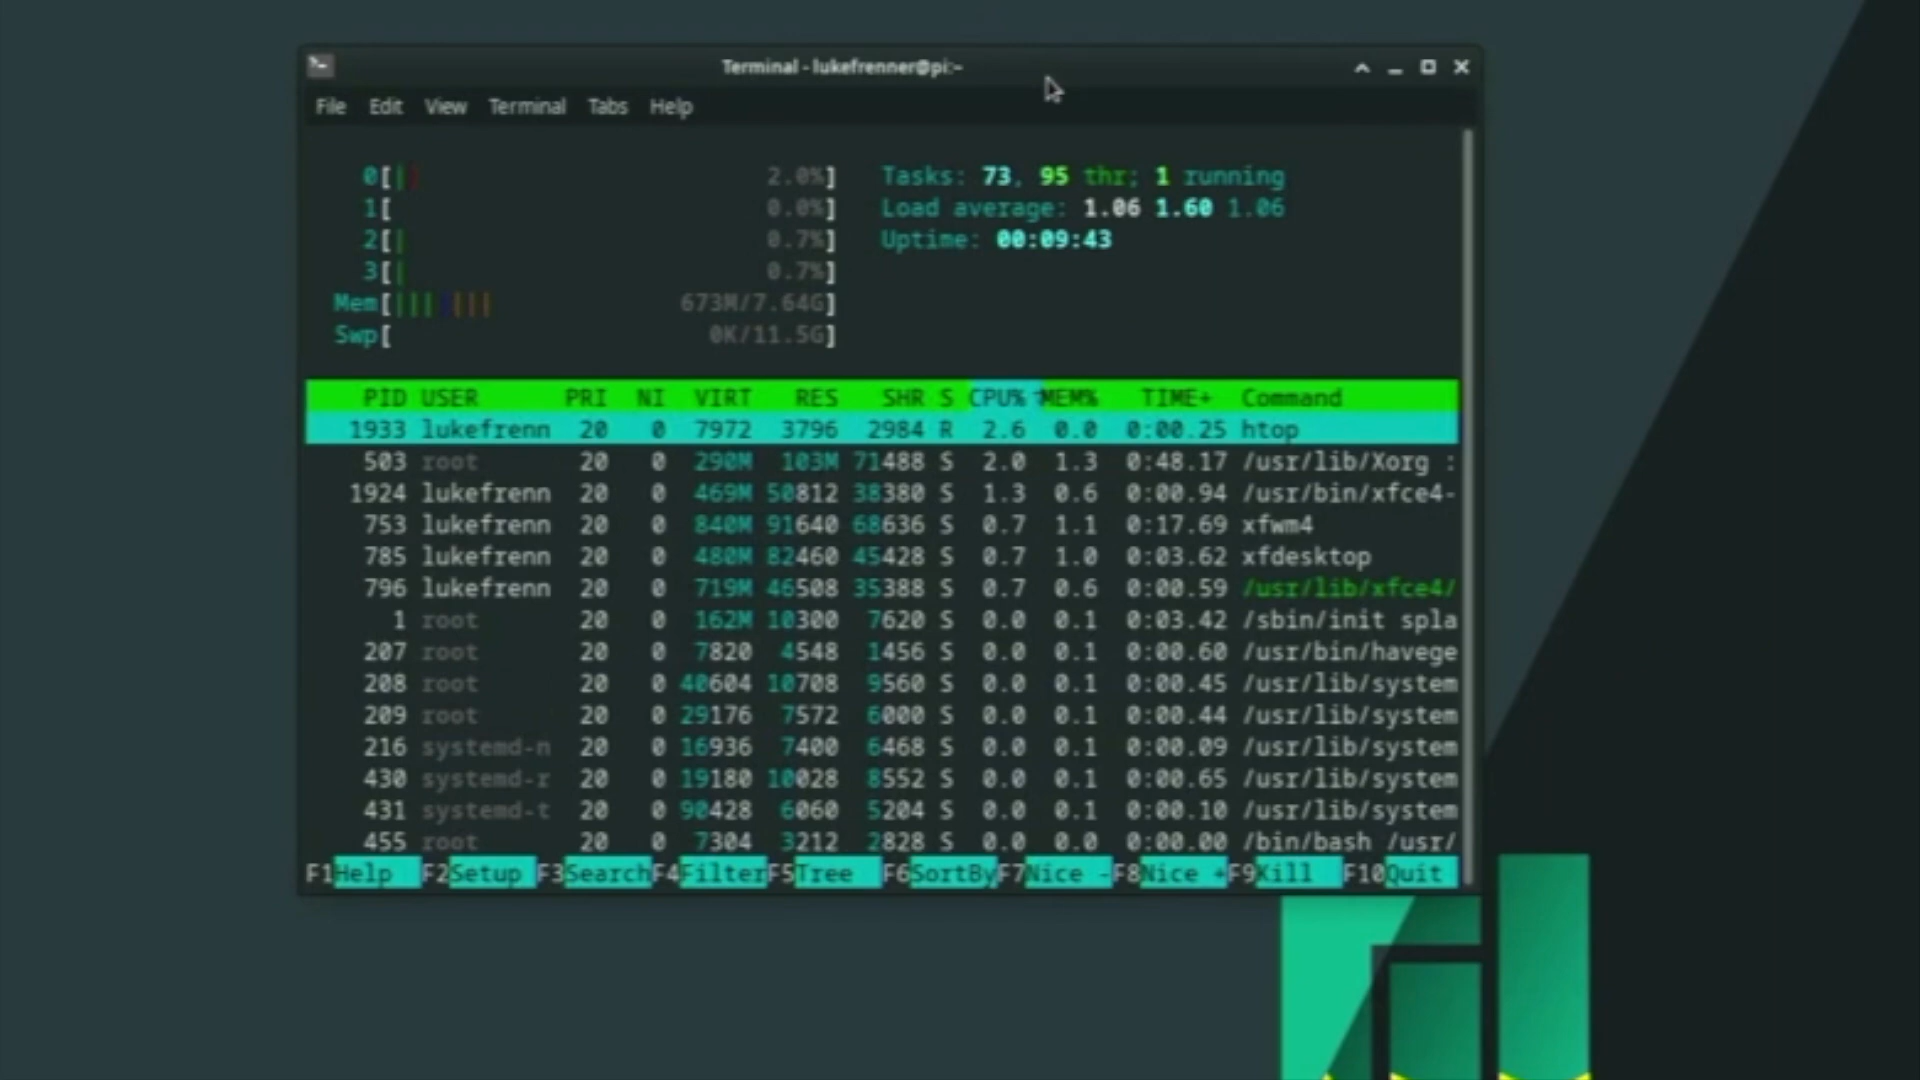 Terminal - lukefrenner@pi:~
File Edit View Terminal Tabs Help
0[|| 2.0%] Tasks: 73, 95 thr; 1 running
1[ 0.0%] Load average: 1.06 1.60 1.06
2[| 0.7%] Uptime: 00:09:43
3[| 0.7%]
Mem[||||||| 673M/7.64G]
Swp[ 0K/11.5G]
PID USER PRI NI VIRT RES SHR S CPU% MEM% TIME+ Command
1933 lukefrenn 20 0 7972 3796 2984 R 2.6 0.0 0:00.25 htop
503 root 20 0 290M 103M 71488 S 2.0 1.3 0:48.17 /usr/lib/Xorg :
1924 lukefrenn 20 0 469M 50812 38380 S 1.3 0.6 0:00.94 /usr/bin/xfce4-
753 lukefrenn 20 0 840M 91640 68636 S 0.7 1.1 0:17.69 xfwm4
785 lukefrenn 20 0 480M 82460 45428 S 0.7 1.0 0:03.62 xfdesktop
796 lukefrenn 20 0 719M 46508 35388 S 0.7 0.6 0:00.59 /usr/lib/xfce4/
1 root 20 0 162M 10300 7620 S 0.0 0.1 0:03.42 /sbin/init spla
207 root 20 0 7820 4548 1456 S 0.0 0.1 0:00.60 /usr/bin/havege
208 root 20 0 40604 10708 9560 S 0.0 0.1 0:00.45 /usr/lib/system
209 root 20 0 29176 7572 6000 S 0.0 0.1 0:00.44 /usr/lib/system
216 systemd-n 20 0 16936 7400 6468 S 0.0 0.1 0:00.09 /usr/lib/system
430 systemd-r 20 0 19180 10028 8552 S 0.0 0.1 0:00.65 /usr/lib/system
431 systemd-t 20 0 90428 6060 5204 S 0.0 0.1 0:00.10 /usr/lib/system
455 root 20 0 7304 3212 2828 S 0.0 0.0 0:00.00 /bin/bash /usr/
F1Help F2Setup F3SearchF4FilterF5Tree F6SortByF7Nice -F8Nice +F9Kill F10Quit